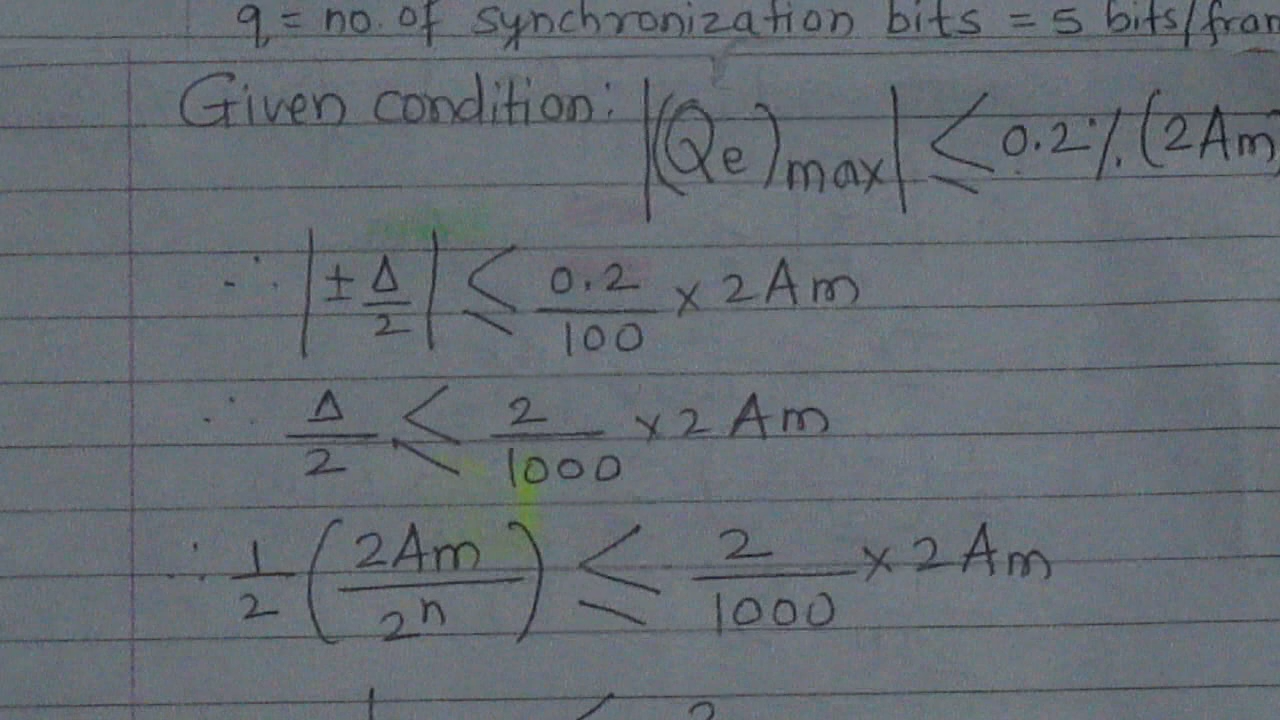 q = no. of synchronization bits = 5 bits/fram
Given condition: |(Qe)max| ≤ 0.2% (2Am)
∴ |± Δ/2| ≤ 0.2/100 × 2Am
∴ Δ/2 ≤ 2/1000 × 2Am
∴ 1/2 (2Am/2ⁿ) ≤ 2/1000 × 2Am